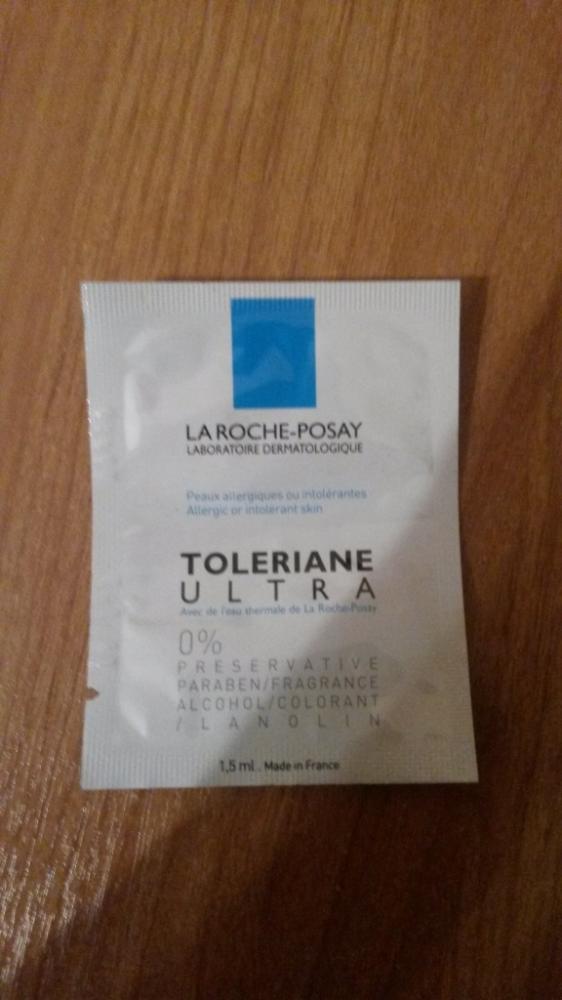 LA ROCHE-POSAY
LABORATOIRE DERMATOLOGIQUE
Peaux allergiques ou intolérantes
Allergic or intolerant skin
TOLERIANE
ULTRA
Avec de l'eau thermale de La Roche-Posay
0%
PRESERVATIVE
PARABEN/FRAGRANCE
ALCOHOL/COLORANT
/LANOLIN
1,5 ml . Made in France